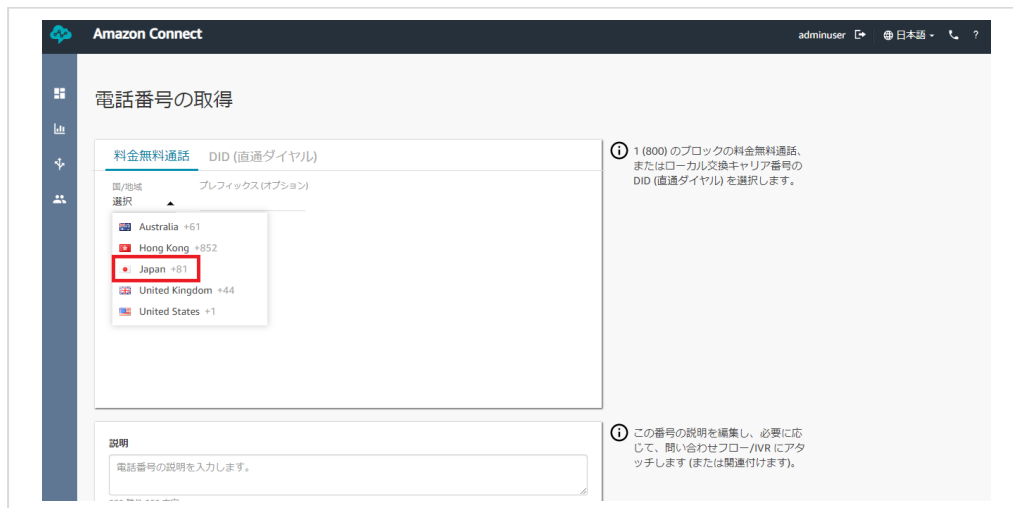 Amazon Connect
adminuser 日本語 ?
電話番号の取得
料金無料通話 DID (直通ダイヤル)
国/地域 プレフィックス (オプション)
選択
Australia +61
Hong Kong +852
Japan +81
United Kingdom +44
United States +1
1 (800) のブロックの料金無料通話、
またはローカル交換キャリア番号の
DID (直通ダイヤル) を選択します。
説明
電話番号の説明を入力します。
この番号の説明を編集し、必要に応
じて、問い合わせフロー/IVR にアタ
ッチします (または関連付けます)。